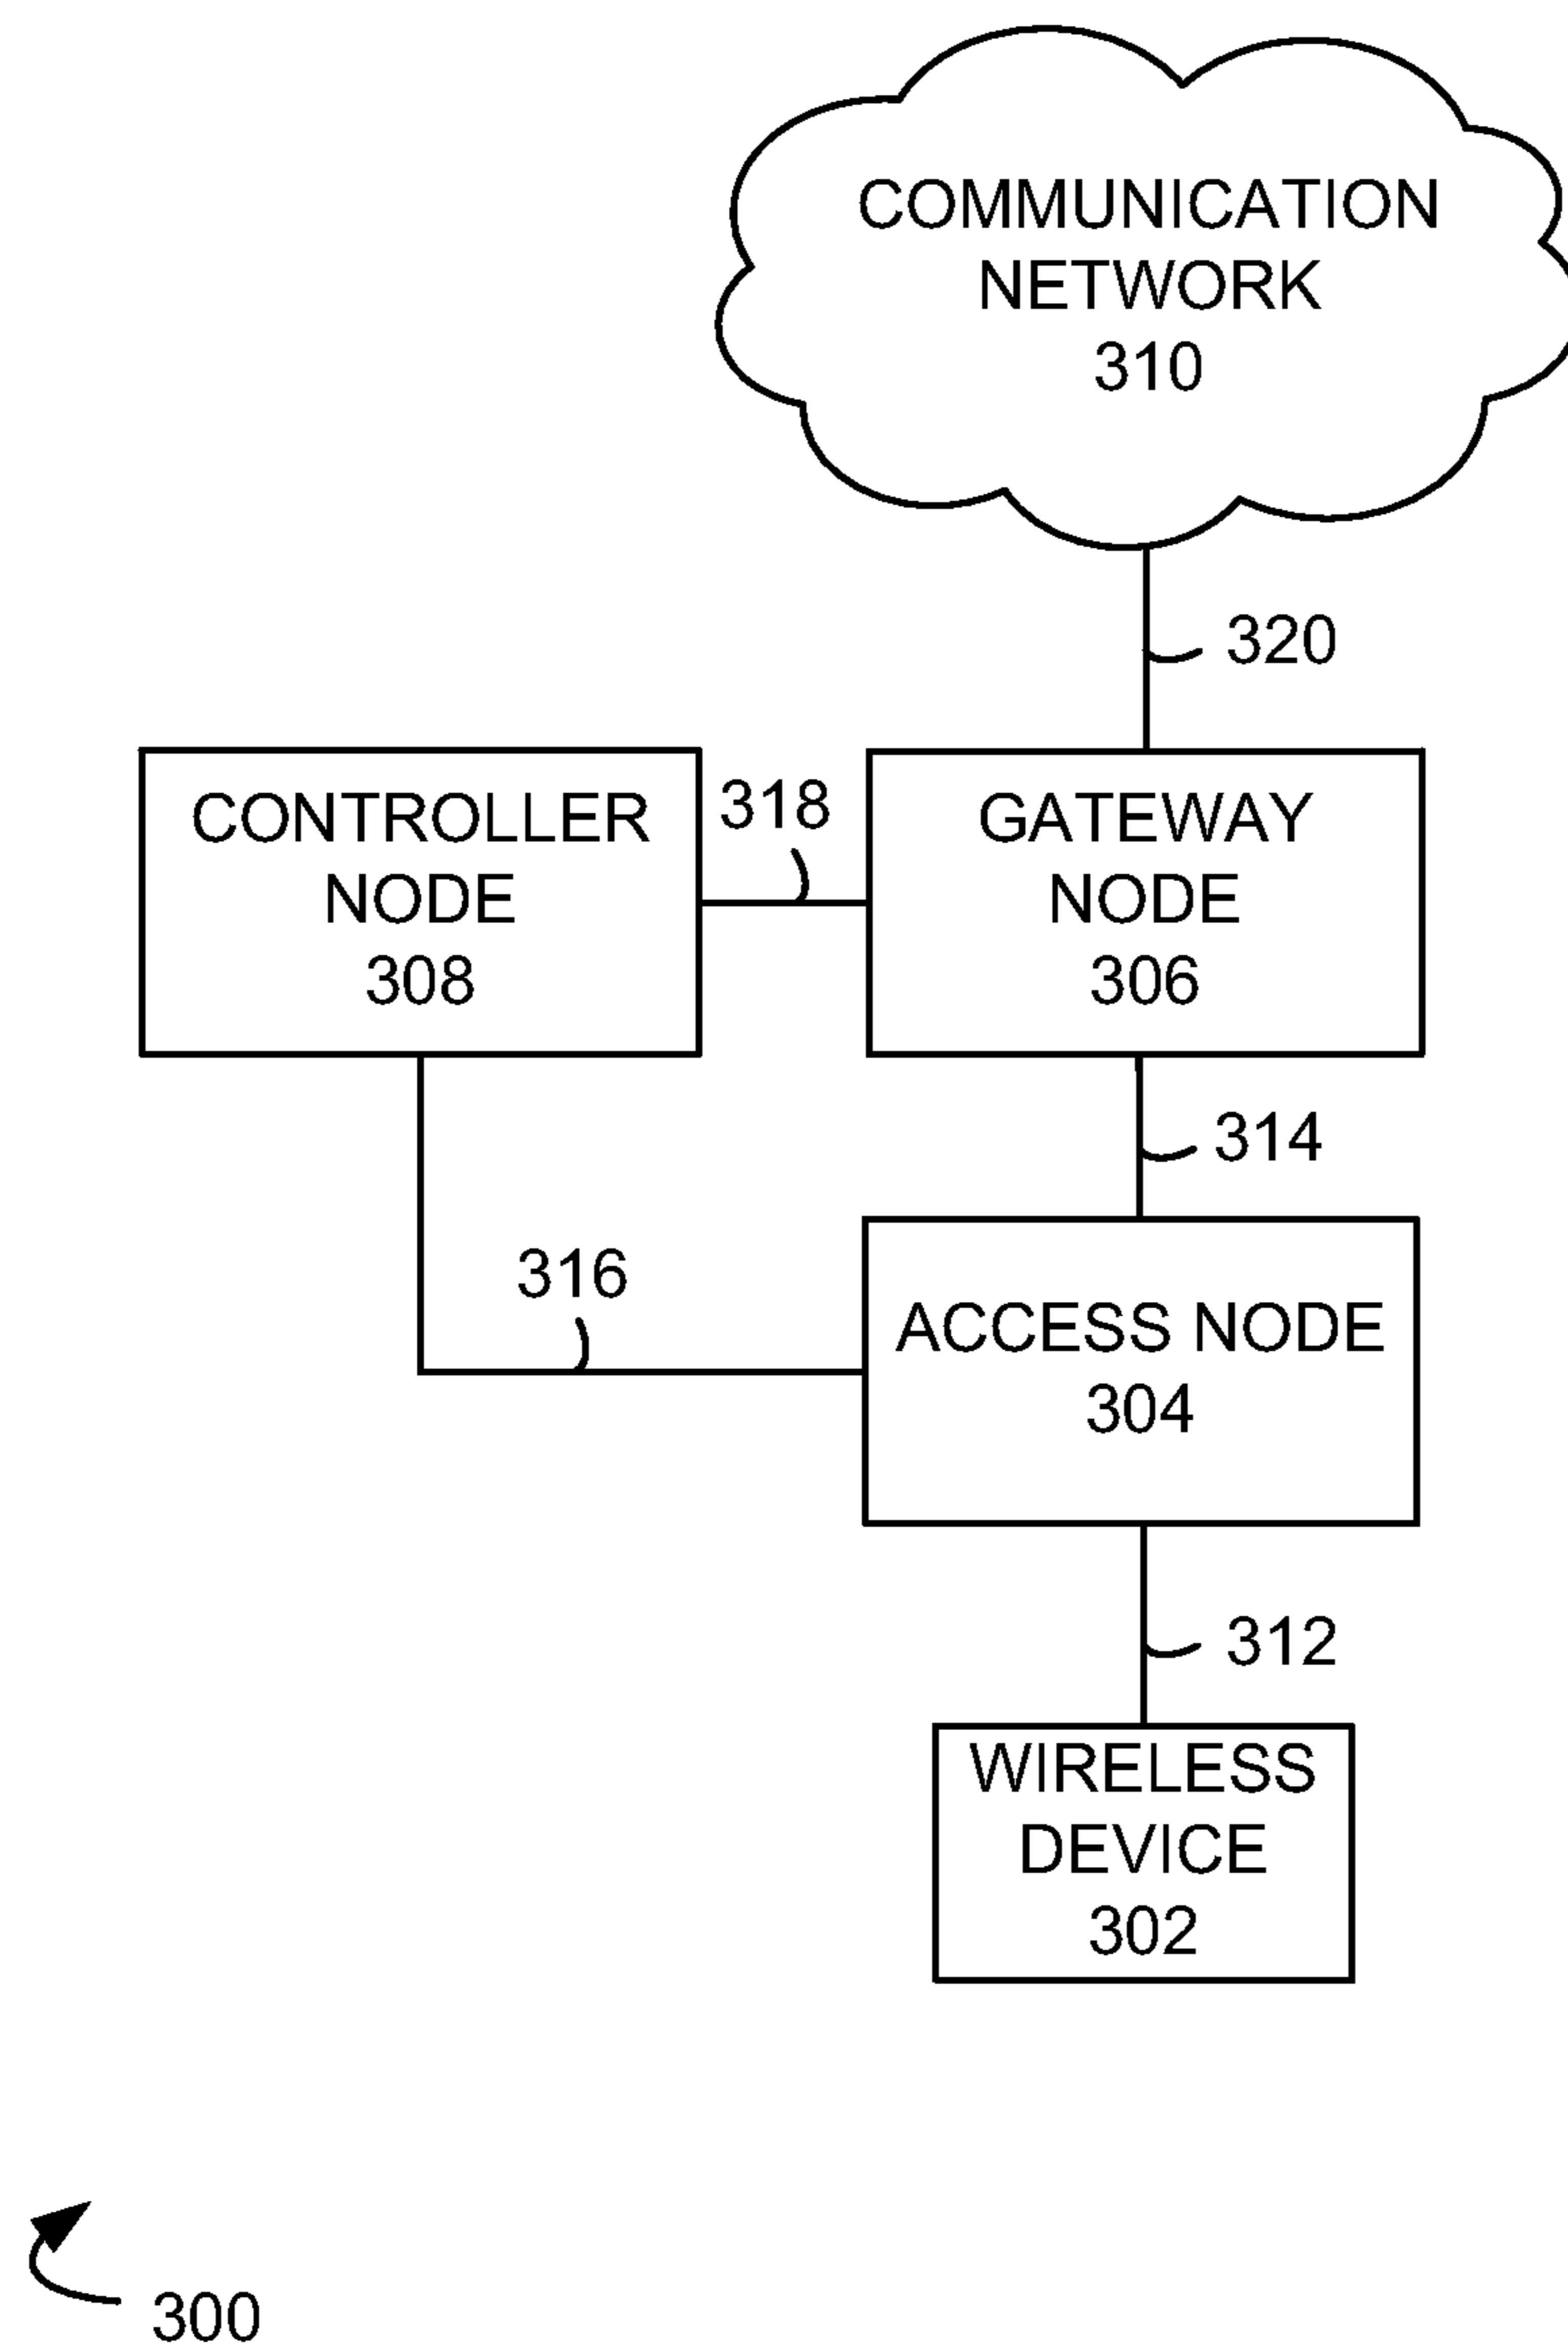 COMMUNICATION
NETWORK
310
320
CONTROLLER
NODE
308
318
GATEWAY
NODE
306
314
316
ACCESS NODE
304
312
WIRELESS
DEVICE
302
300